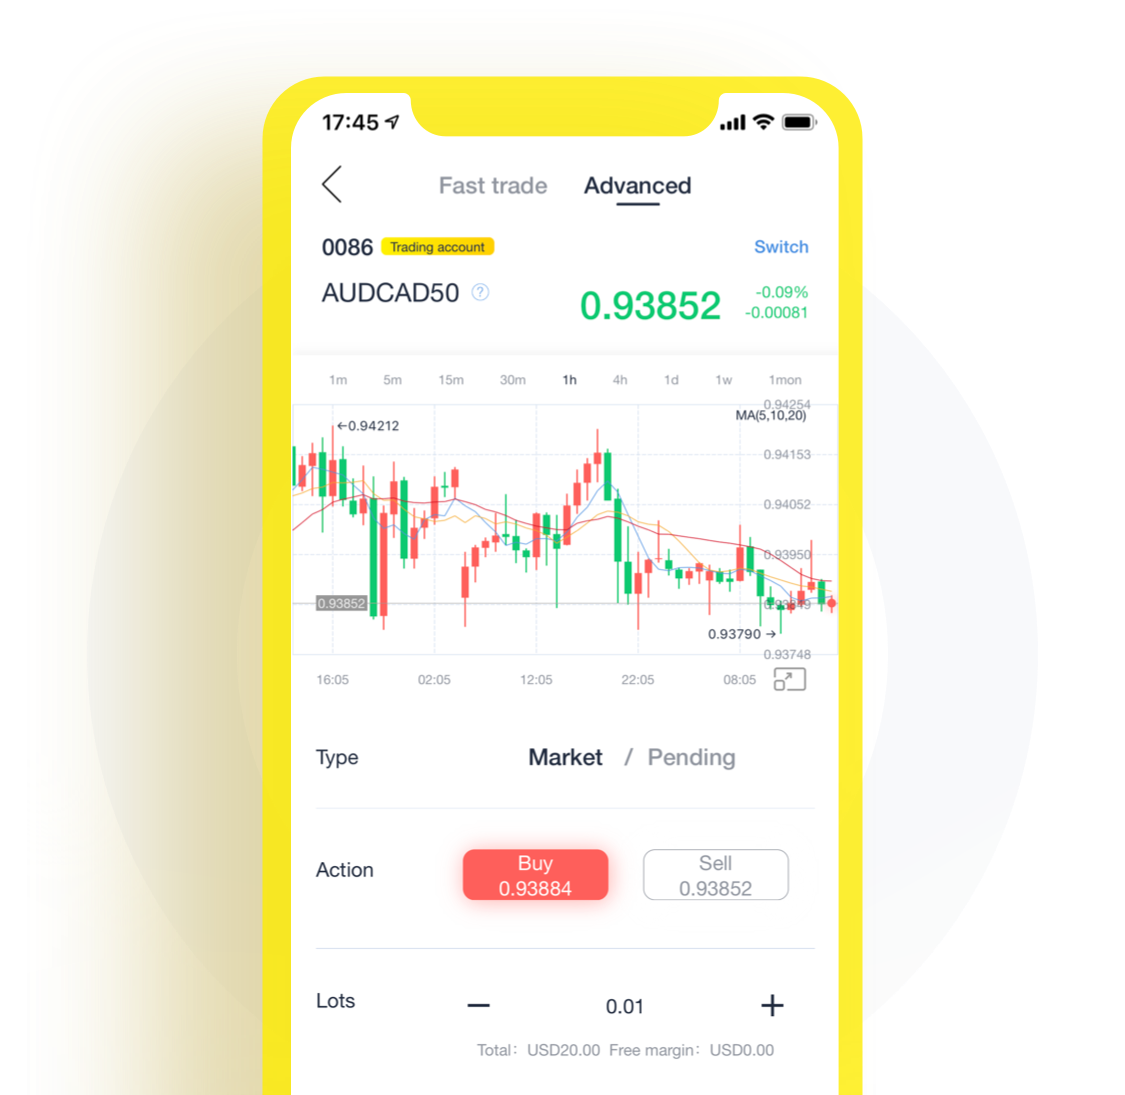 17:45
Fast trade Advanced
0086 Trading account Switch
AUDCAD50 ? 0.93852 -0.09%
-0.00081
1m 5m 15m 30m 1h 4h 1d 1w 1mon
0.94254
MA(5,10,20)
←0.94212
0.94153
0.94052
0.93950
0.93852 0.93849
0.93790 →
0.93748
16:05 02:05 12:05 22:05 08:05
Type Market / Pending
Action Buy Sell
0.93884 0.93852
Lots − 0.01 +
Total: USD20.00 Free margin: USD0.00